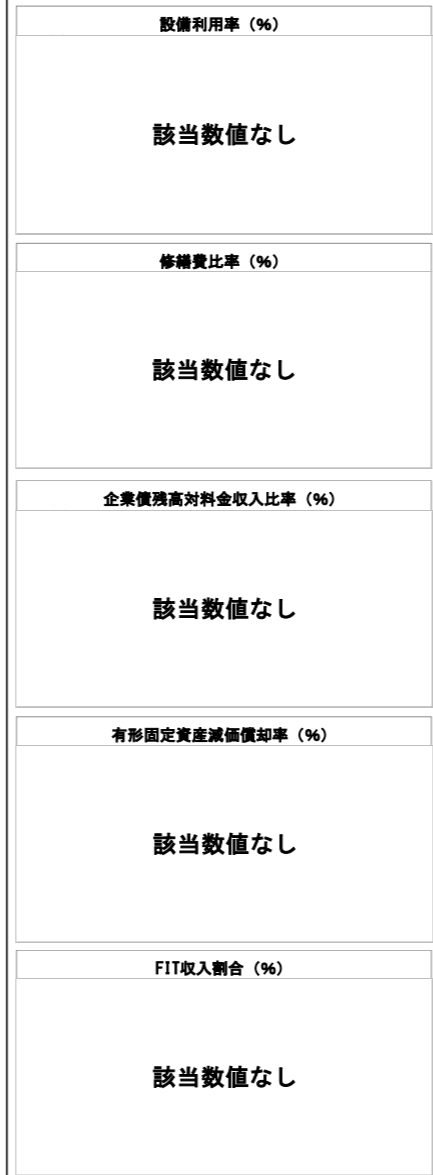 設備利用率（%）
該当数値なし
修繕費比率（%）
該当数値なし
企業債残高対料金収入比率（%）
該当数値なし
有形固定資産減価償却率（%）
該当数値なし
FIT収入割合（%）
該当数値なし